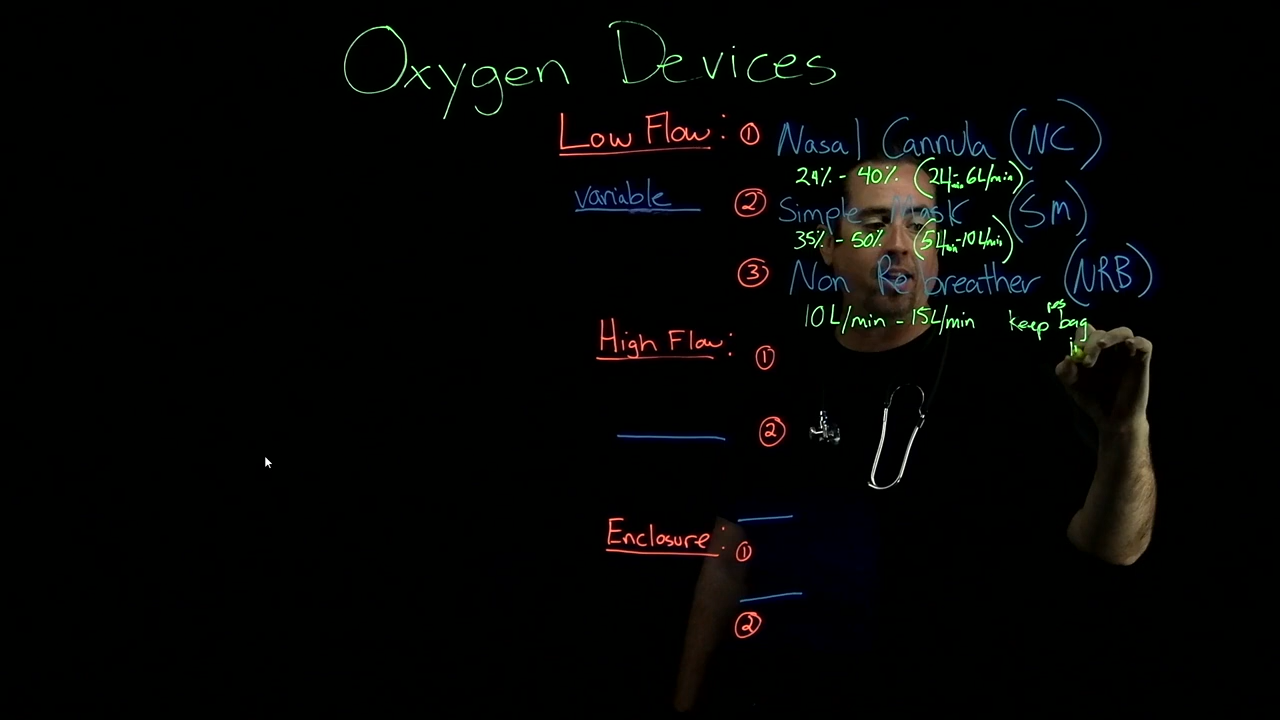 Oxygen Devices
Low Flow: ① Nasal Cannula (NC)
24% - 40% (2L/min - 6L/min)
variable ② Simple Mask (SM)
35% - 50% (5L/min - 10L/min)
③ Non Rebreather (NRB)
10L/min - 15L/min keep res bag
High Flow: ①
②
Enclosure: ①
②